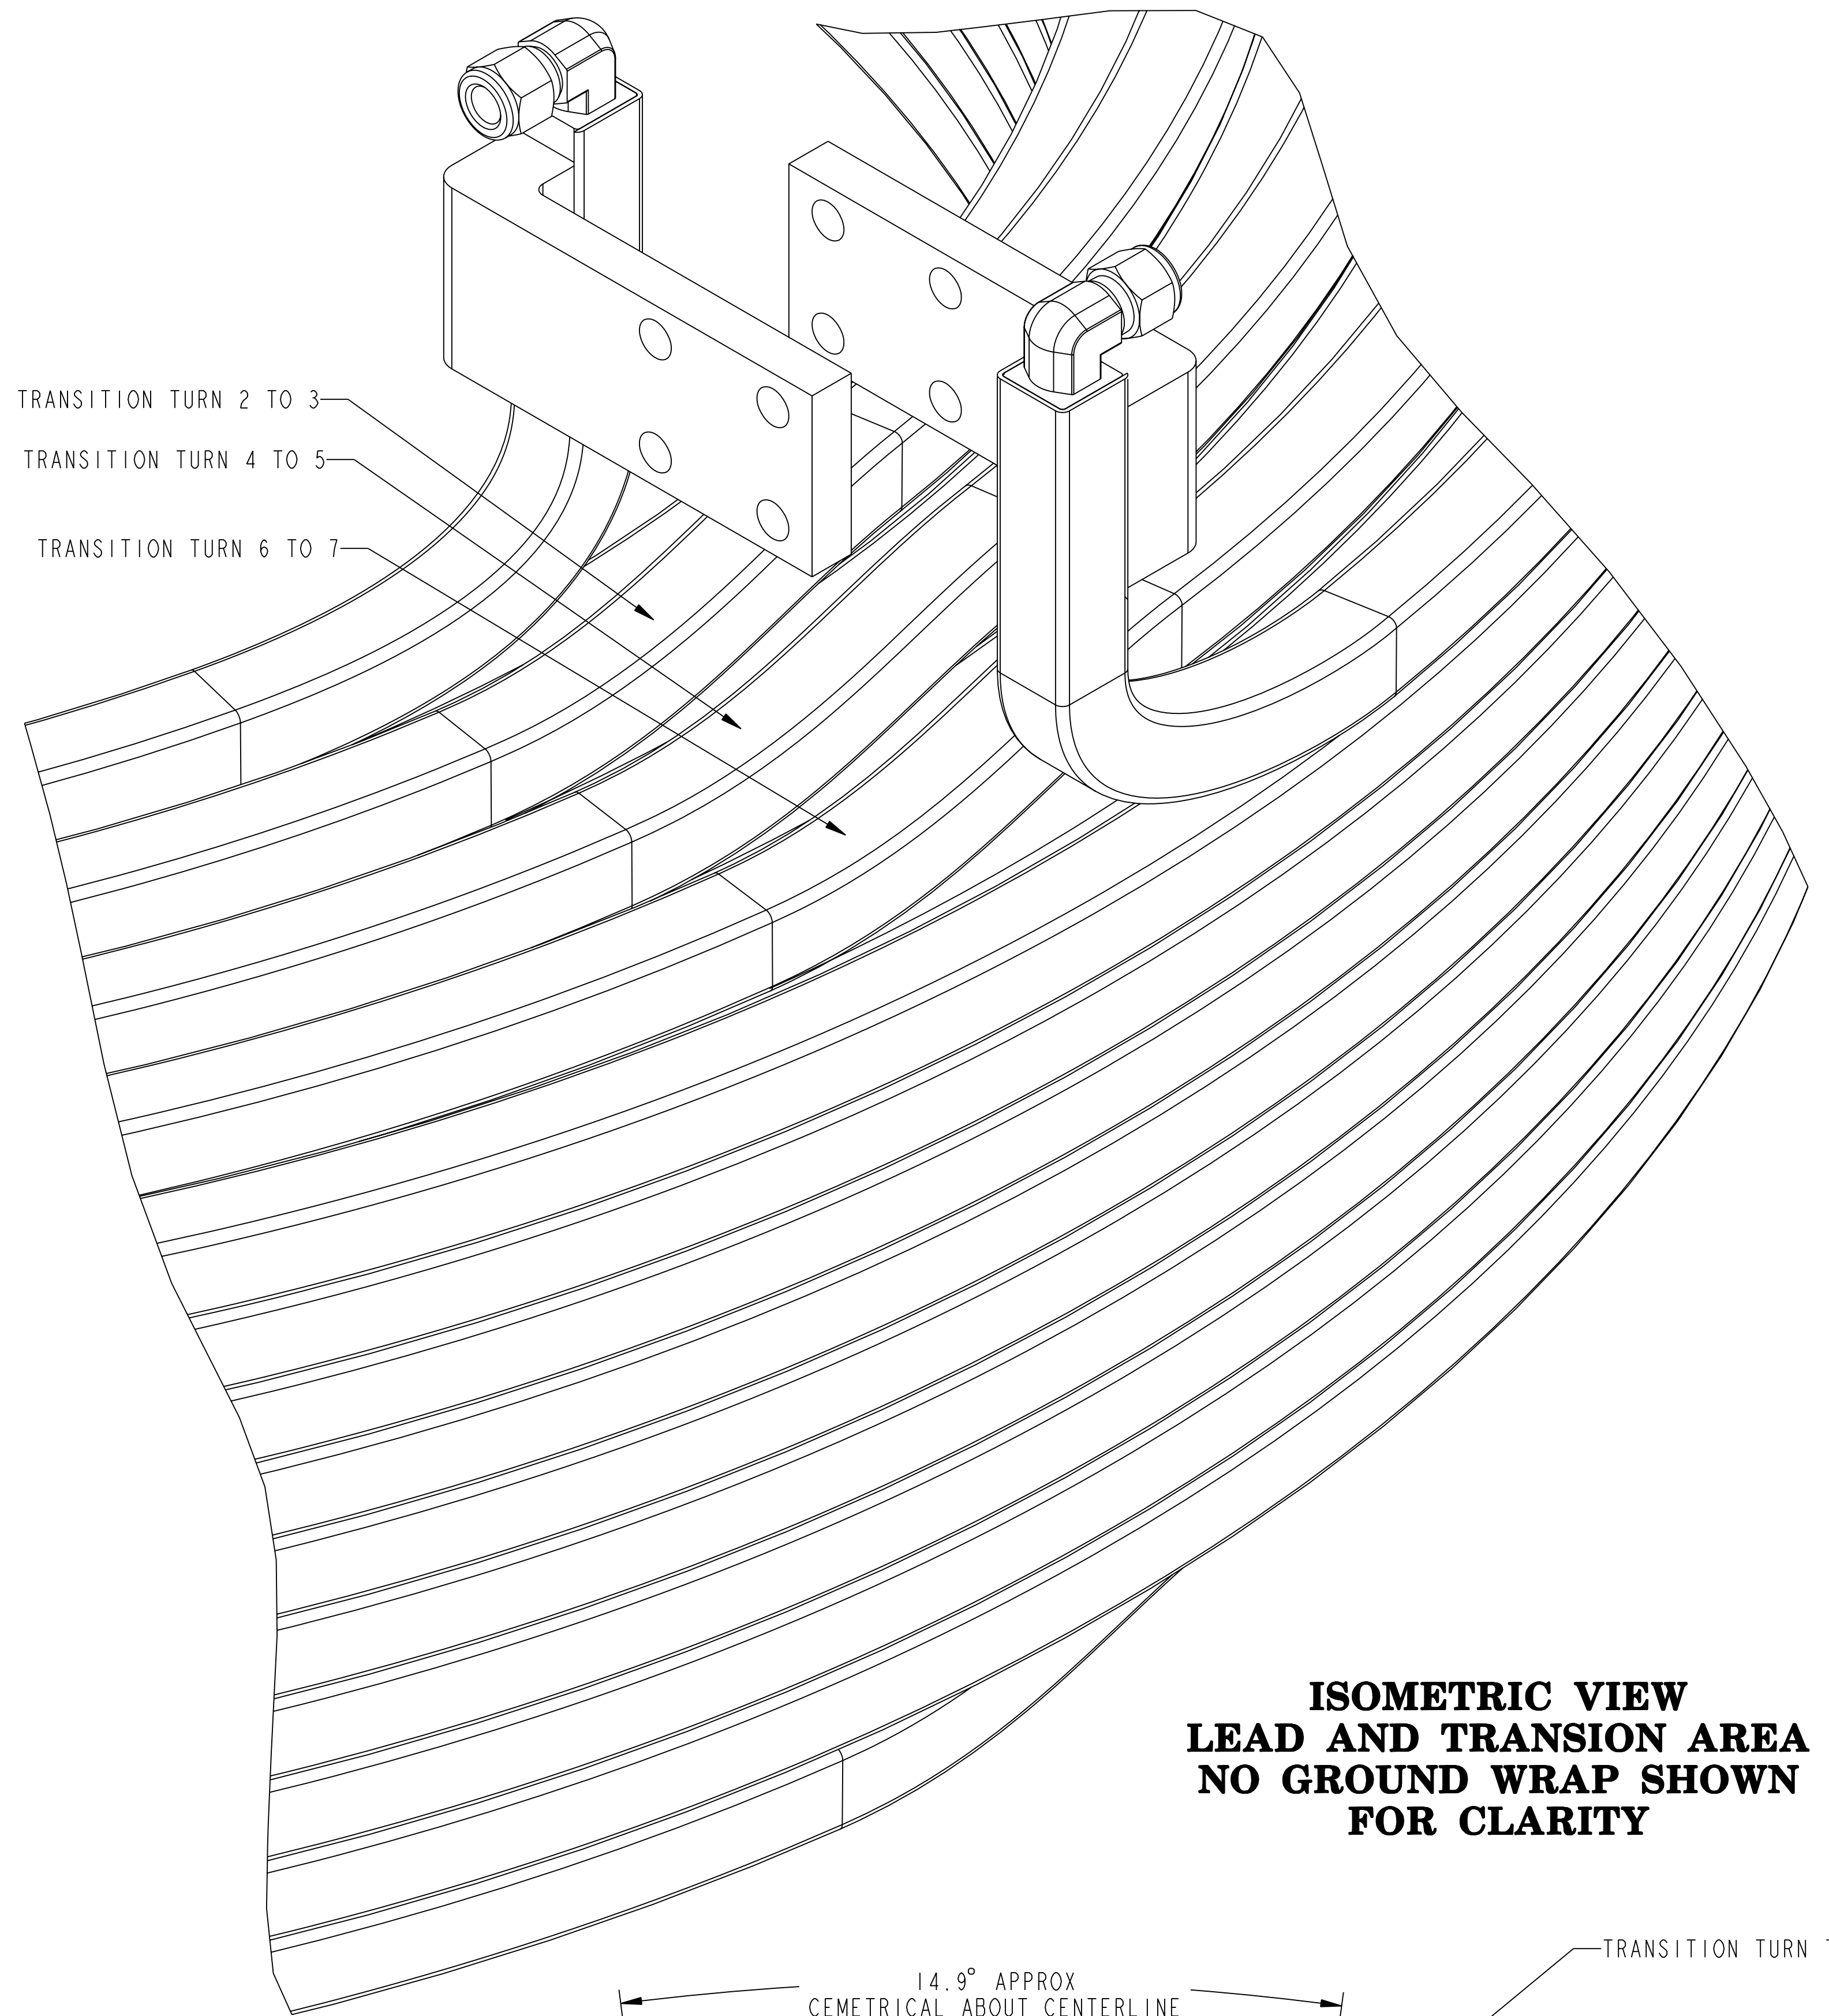 TRANSITION TURN 2 TO 3
TRANSITION TURN 4 TO 5
TRANSITION TURN 6 TO 7
ISOMETRIC VIEW
LEAD AND TRANSION AREA
NO GROUND WRAP SHOWN
FOR CLARITY
TRANSITION TURN
14.9° APPROX
CEMETRICAL ABOUT CENTERLINE